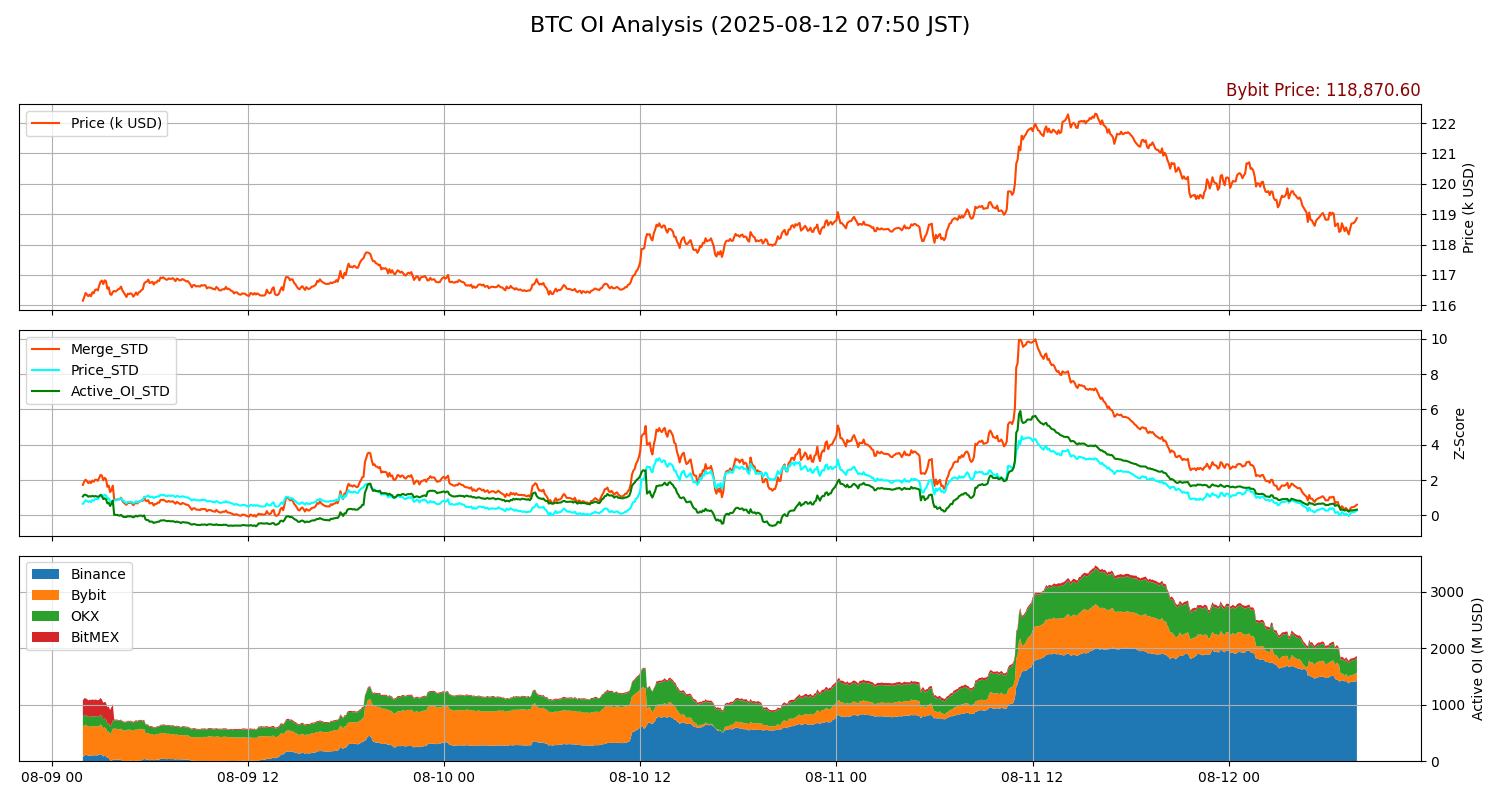 BTC OI Analysis (2025-08-12 07:50 JST)
Bybit Price: 118,870.60
Price (k USD)
122
121
120
119
118
117
116
Price (k USD)
Merge_STD
Price_STD
Active_OI_STD
10
8
6
4
2
0
Z-Score
Binance
Bybit
OKX
BitMEX
3000
2000
1000
0
Active OI (M USD)
08-09 00
08-09 12
08-10 00
08-10 12
08-11 00
08-11 12
08-12 00